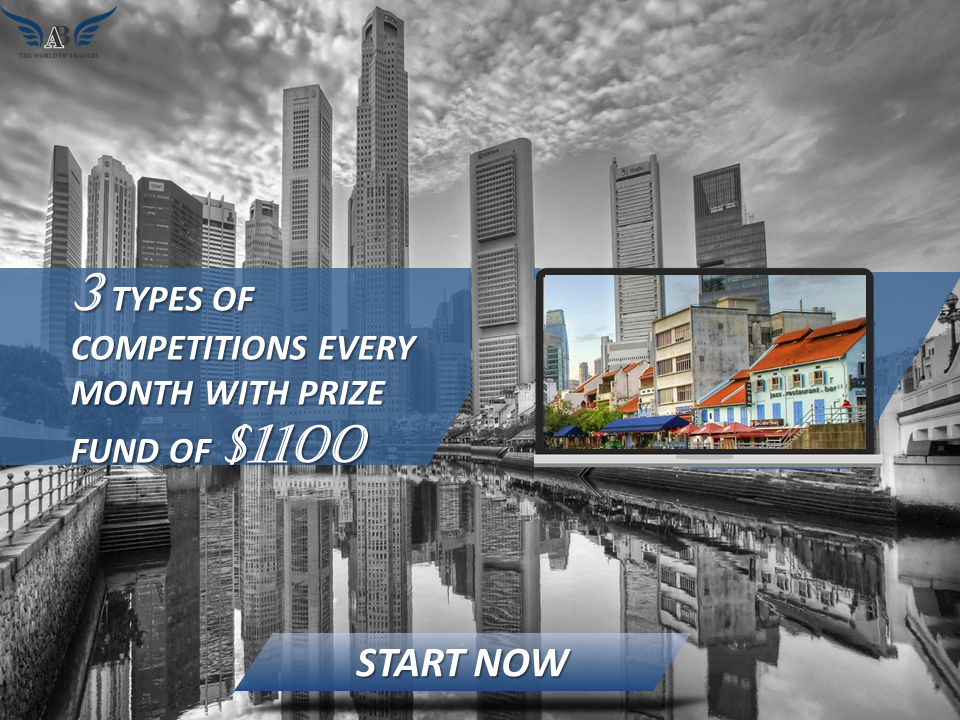 AB
THE WORLD OF TRADERS
3 TYPES OF
COMPETITIONS EVERY
MONTH WITH PRIZE
FUND OF $1100
jazz.restaurant.bar
START NOW